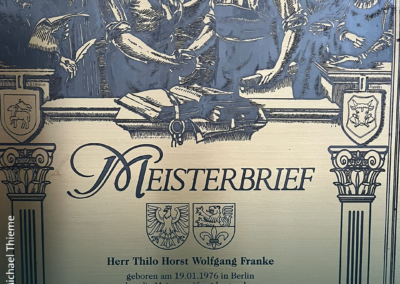 MEISTERBRIEF
Herr Thilo Horst Wolfgang Franke
geboren am 19.01.1976 in Berlin
michael Thieme